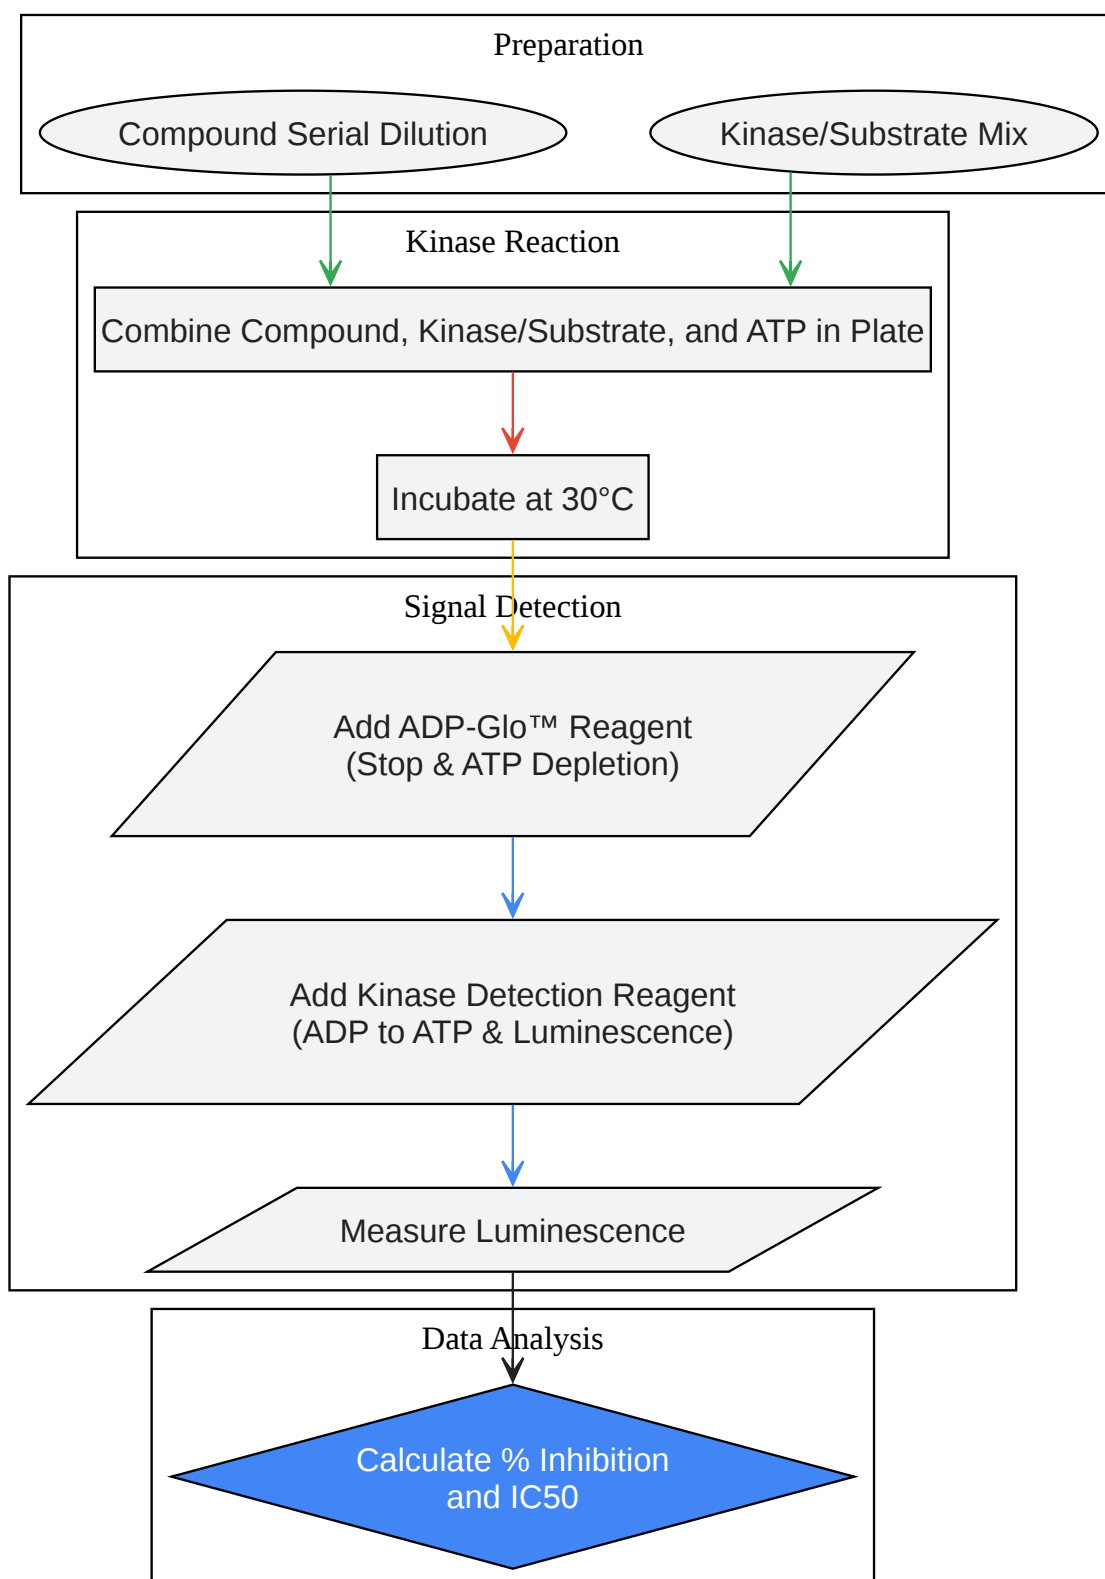 Preparation
Compound Serial Dilution
Kinase/Substrate Mix
Kinase Reaction
Combine Compound, Kinase/Substrate, and ATP in Plate
Incubate at 30°C
Signal Detection
Add ADP-Glo™ Reagent
(Stop & ATP Depletion)
Add Kinase Detection Reagent
(ADP to ATP & Luminescence)
Measure Luminescence
Data Analysis
Calculate % Inhibition
and IC50